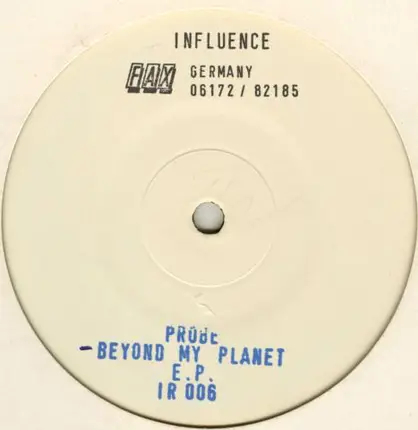 INFLUENCE
FAX GERMANY
06172 / 82185
PROBE
-BEYOND MY PLANET
E.P.
IR 006